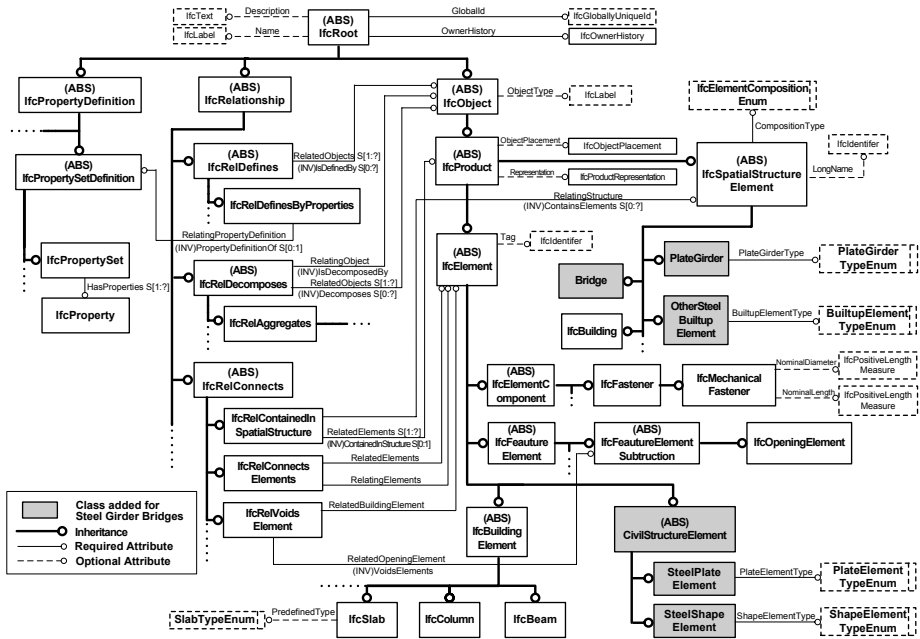 IfcText
Description
(ABS)
IfcRoot
GlobalId
IfcGloballyUniqueId
IfcLabel
Name
OwnerHistory
IfcOwnerHistory
(ABS)
IfcPropertyDefinition
(ABS)
IfcRelationship
(ABS)
IfcObject
ObjectType
IfcLabel
IfcElementComposition
Enum
CompositionType
(ABS)
IfcPropertySetDefinition
(ABS)
IfcRelDefines
RelatedObjects S[1:?]
(INV)IsDefinedBy S[0:?]
(ABS)
IfcProduct
ObjectPlacement
IfcObjectPlacement
Representation
IfcProductRepresentation
(ABS)
IfcSpatialStructure
Element
IfcIdentifer
LongName
IfcRelDefinesByProperties
RelatingStructure
(INV)ContainsElements S[0:?]
RelatingPropertyDefinition
(INV)PropertyDefinitionOf S[0:1]
IfcPropertySet
HasProperties S[1:?]
IfcProperty
(ABS)
IfcRelDecomposes
RelatingObject
(INV)IsDecomposedBy
RelatedObjects S[1:?]
(INV)Decomposes S[0:?]
IfcRelAggregates
(ABS)
IfcElement
Tag
IfcIdentifer
Bridge
PlateGirder
PlateGirderType
PlateGirder
TypeEnum
IfcBuilding
OtherSteel
Builtup
Element
BuiltupElementType
BuiltupElement
TypeEnum
(ABS)
IfcRelConnects
(ABS)
IfcElementC
omponent
IfcFastener
IfcMechanical
Fastener
NominalDiameter
IfcPositiveLength
Measure
NominalLength
IfcPositiveLength
Measure
IfcRelContainedIn
SpatialStructure
RelatedElements S[1:?]
(INV)ContainedInStructure S[0:1]
(ABS)
IfcFeauture
Element
(ABS)
IfcFeautureElement
Subtruction
IfcOpeningElement
IfcRelConnects
Elements
RelatedElements
RelatingElements
IfcRelVoids
Element
RelatedBuildingElement
RelatedOpeningElement
(INV)VoidsElements
(ABS)
IfcBuilding
Element
(ABS)
CivilStructureElement
Class added for
Steel Girder Bridges
Inheritance
Required Attribute
Optional Attribute
SteelPlate
Element
PlateElementType
PlateElement
TypeEnum
SlabTypeEnum
PredefinedType
IfcSlab
IfcColumn
IfcBeam
SteelShape
Element
ShapeElementType
ShapeElement
TypeEnum